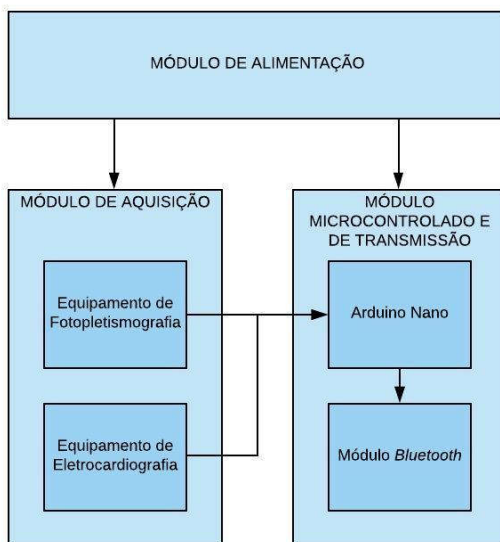 MÓDULO DE ALIMENTAÇÃO
MÓDULO DE AQUISIÇÃO
Equipamento de
Fotopletismografia
Equipamento de
Eletrocardiografia
MÓDULO
MICROCONTROLADO E
DE TRANSMISSÃO
Arduino Nano
Módulo Bluetooth